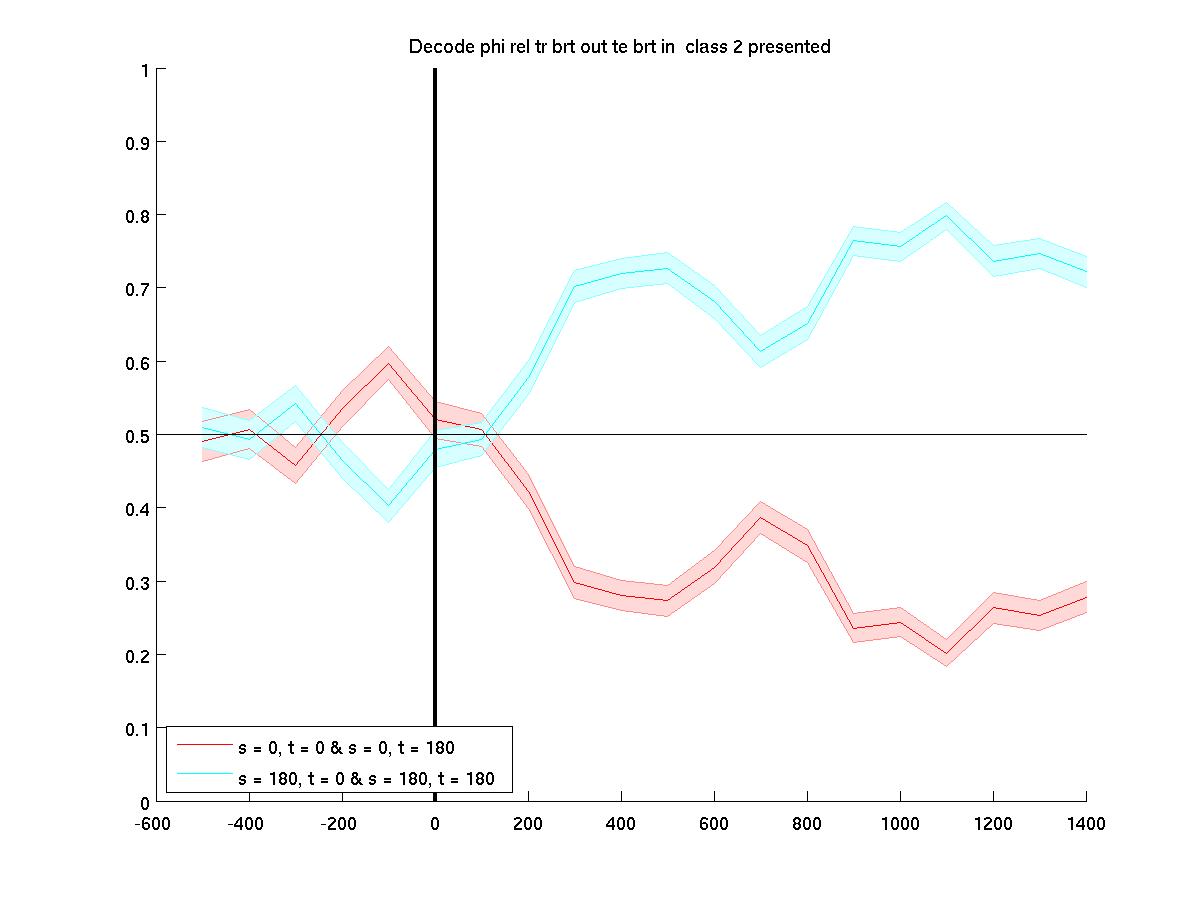 Decode phi rel tr brt out te brt in  class 2 presented
1
0.9
0.8
0.7
0.6
0.5
0.4
0.3
0.2
0.1
0
s = 0, t = 0 & s = 0, t = 180
s = 180, t = 0 & s = 180, t = 180
-600 -400 -200 0 200 400 600 800 1000 1200 1400